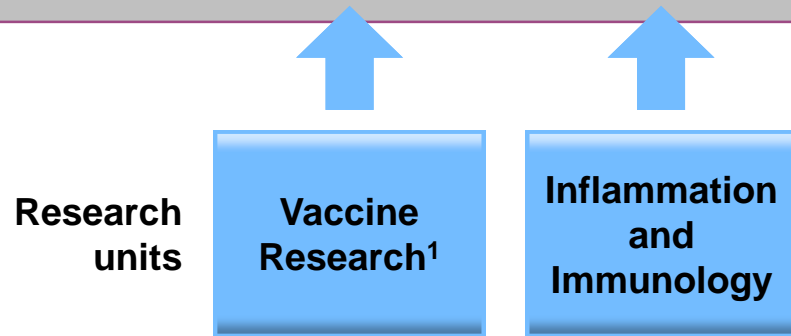 Research
units
Vaccine
Research¹
Inflammation
and
Immunology